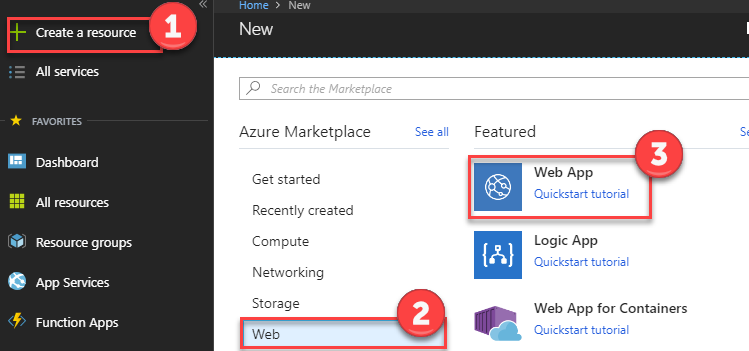 Home > New
Create a resource
1
New
All services
Search the Marketplace
FAVORITES
Azure Marketplace
See all
Featured
Se
3
Dashboard
Get started
Web App
Quickstart tutorial
All resources
Recently created
Resource groups
Compute
Logic App
Quickstart tutorial
Networking
App Services
Storage
2
Web App for Containers
Quickstart tutorial
Function Apps
Web